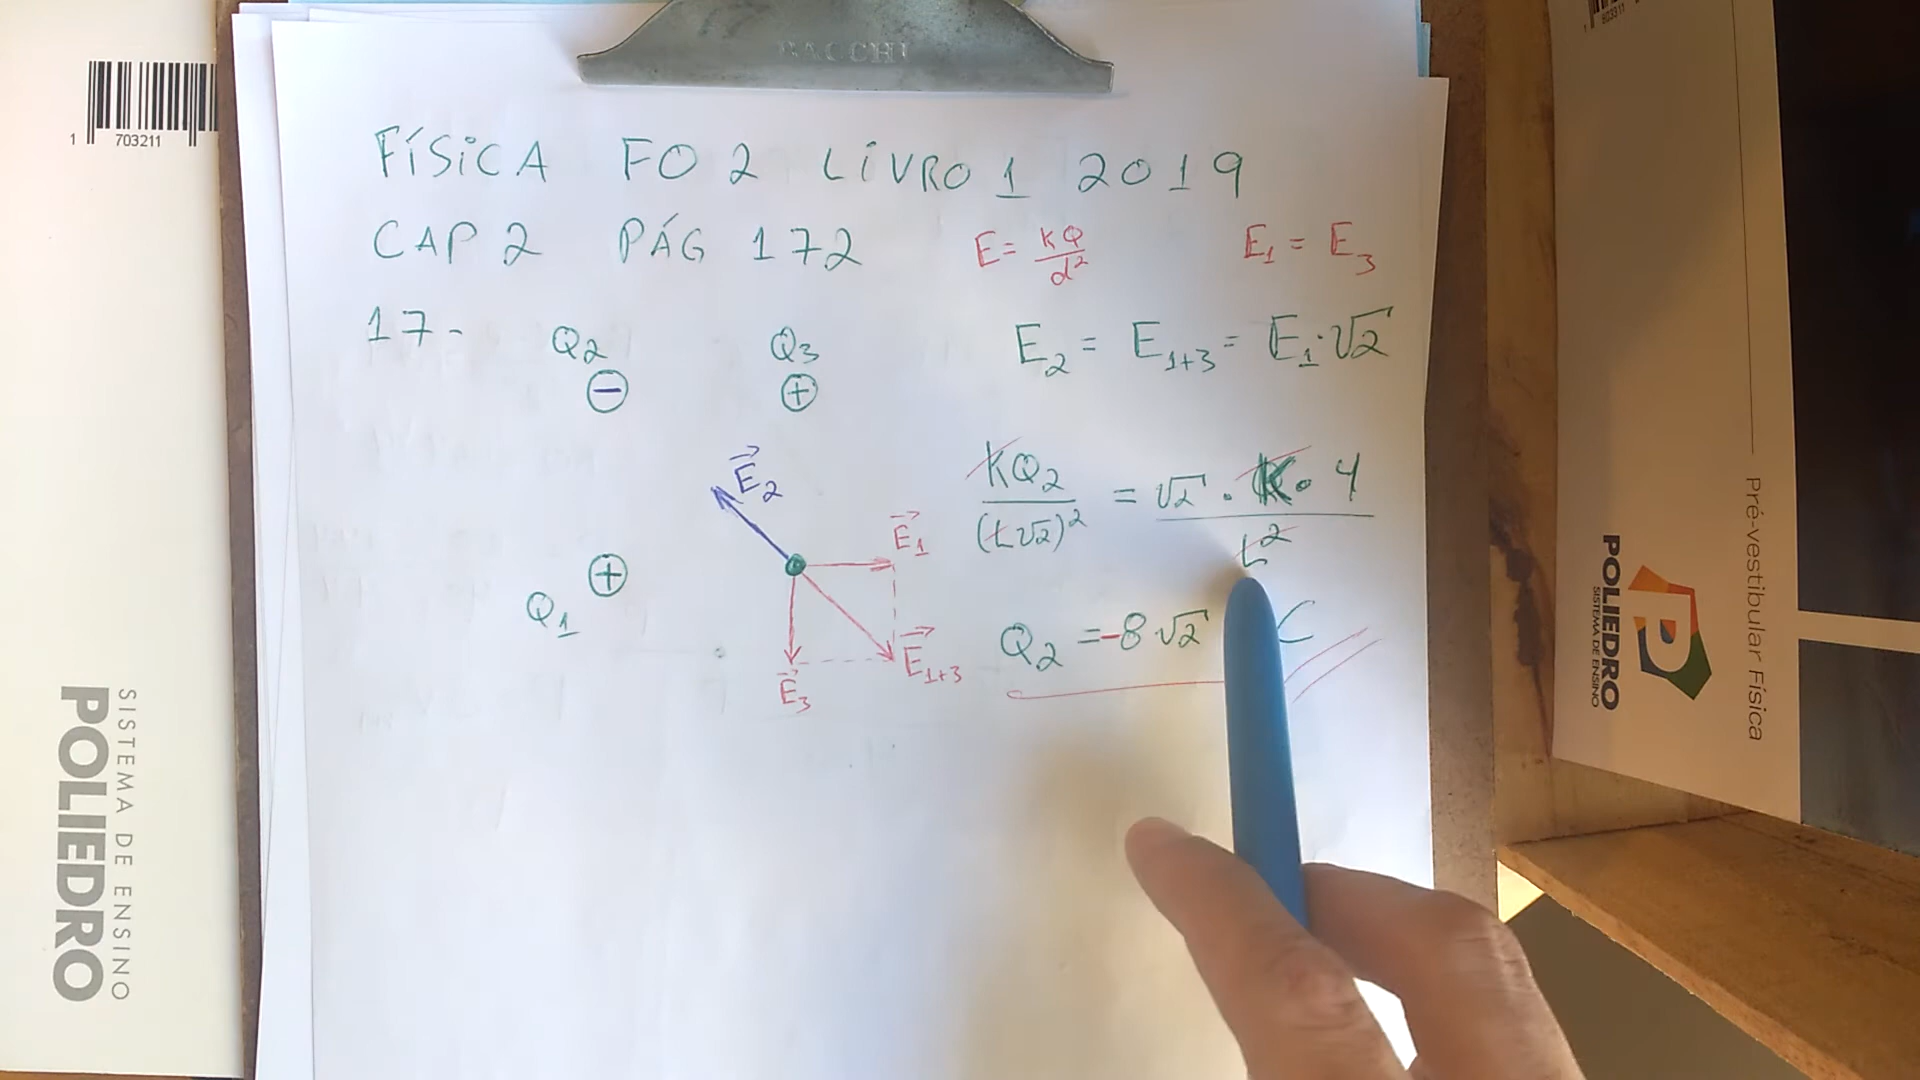 BACCHI
FÍSICA FO 2 LIVRO 1 2019
CAP 2 PÁG 172
E = kQ/d²
E₁ = E₃
17-
Q2
Q3
E₂ = E₁₊₃ = E₁·√2
−
+
E₂
kQ₂/(L√2)² = √2 · K · 4/L²
E₁
+
Q1
E₃
E₁₊₃
Q₂ = -8·√2 C
1 703211
SISTEMA DE ENSINO
POLIEDRO
Pré-vestibular Física
POLIEDRO
SISTEMA DE ENSINO